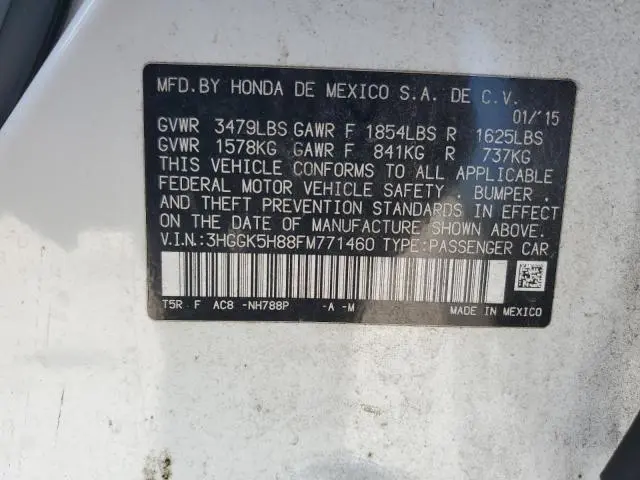 MFD.BY HONDA DE MEXICO S.A. DE C.V.
01/'15
GVWR 3479LBS GAWR F 1854LBS R 1625LBS
GVWR 1578KG GAWR F 841KG R 737KG
THIS VEHICLE CONFORMS TO ALL APPLICABLE
FEDERAL MOTOR VEHICLE SAFETY , BUMPER ,
AND THEFT PREVENTION STANDARDS IN EFFECT
ON THE DATE OF MANUFACTURE SHOWN ABOVE.
V.I.N.:3HGGK5H88FM771460 TYPE:PASSENGER CAR
T5R F AC8 -NH788P -A -M
MADE IN MEXICO